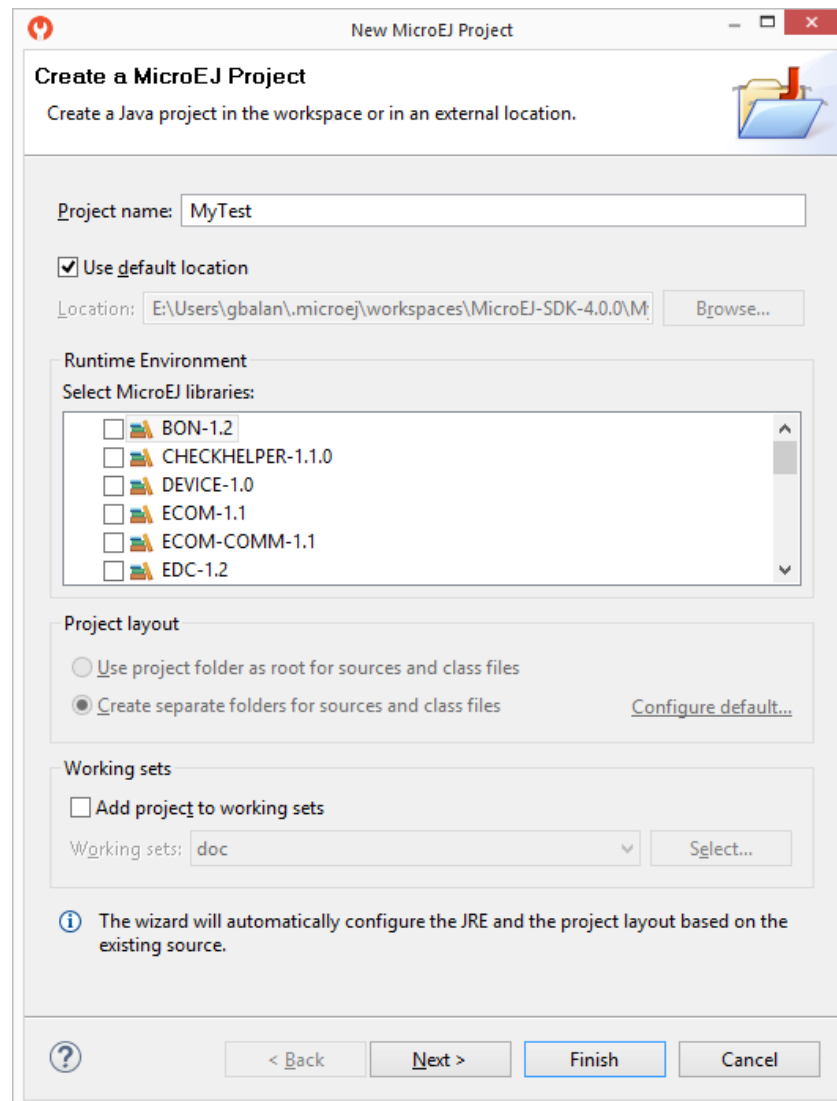 New MicroEJ Project
Create a MicroEJ Project
Create a Java project in the workspace or in an external location.
Project name: MyTest
Use default location
Location: E:\Users\gbalan\.microej\workspaces\MicroEJ-SDK-4.0.0\My
Browse...
Runtime Environment
Select MicroEJ libraries:
BON-1.2
CHECKHELPER-1.1.0
DEVICE-1.0
ECOM-1.1
ECOM-COMM-1.1
EDC-1.2
Project layout
Use project folder as root for sources and class files
Create separate folders for sources and class files
Configure default...
Working sets
Add project to working sets
Working sets: doc
Select...
The wizard will automatically configure the JRE and the project layout based on the
existing source.
< Back
Next >
Finish
Cancel